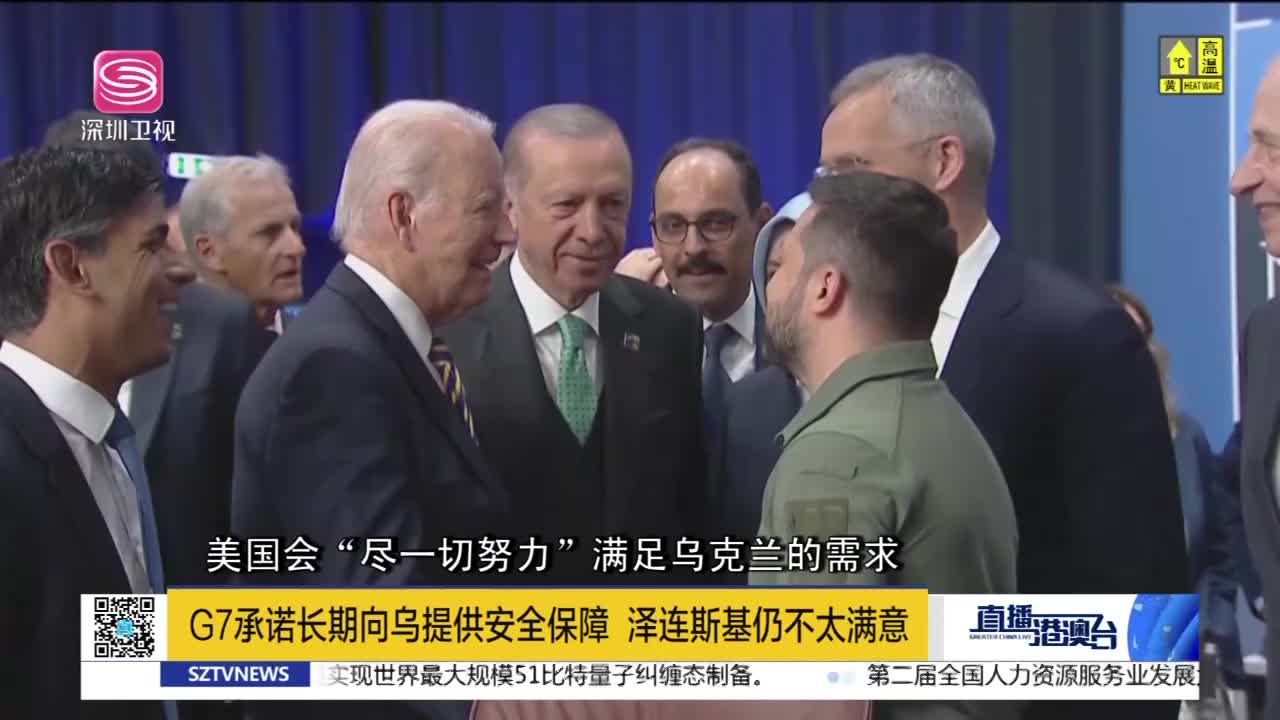 深圳卫视
高温
℃
黄 HEAT WAVE
美国会“尽一切努力”满足乌克兰的需求
G7承诺长期向乌提供安全保障 泽连斯基仍不太满意
直播港澳台
GREATER CHINA LIVE
SZTVNEWS
实现世界最大规模51比特量子纠缠态制备。 第二届全国人力资源服务业发展大